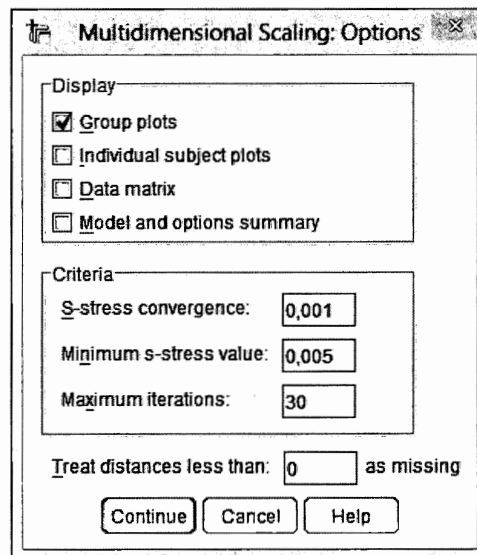 Multidimensional Scaling: Options
Display
Group plots
Individual subject plots
Data matrix
Model and options summary
Criteria
S-stress convergence: 0,001
Minimum s-stress value: 0,005
Maximum iterations: 30
Treat distances less than: 0 as missing
Continue Cancel Help